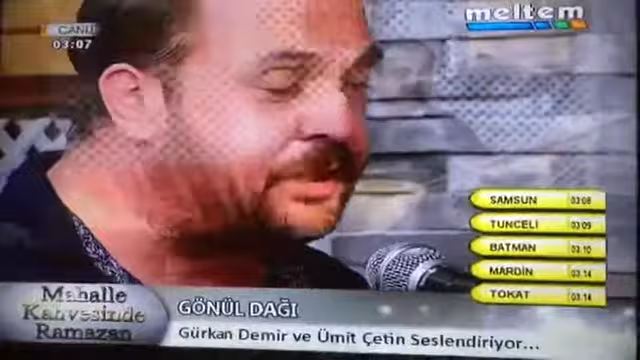 CANLI
03:07
meltem
SAMSUN 03:08
TUNCELİ 03:09
BATMAN 03:10
MARDİN 03:14
TOKAT 03:14
Mahalle
Kahvesinde
Ramazan
GÖNÜL DAĞI
Gürkan Demir ve Ümit Çetin Seslendiriyor...